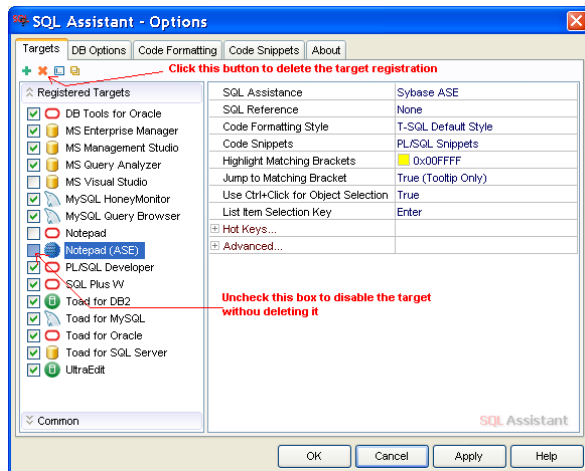 SQL Assistant - Options
Targets DB Options Code Formatting Code Snippets About
Click this button to delete the target registration
Registered Targets
DB Tools for Oracle
MS Enterprise Manager
MS Management Studio
MS Query Analyzer
MS Visual Studio
MySQL HoneyMonitor
MySQL Query Browser
Notepad
Notepad (ASE)
PL/SQL Developer
SQL Plus W
Toad for DB2
Toad for MySQL
Toad for Oracle
Toad for SQL Server
UltraEdit
Common
SQL Assistance Sybase ASE
SQL Reference None
Code Formatting Style T-SQL Default Style
Code Snippets PL/SQL Snippets
Highlight Matching Brackets 0x00FFFF
Jump to Matching Bracket True (Tooltip Only)
Use Ctrl+Click for Object Selection True
List Item Selection Key Enter
Hot Keys...
Advanced...
Uncheck this box to disable the target
withou deleting it
SQL Assistant
OK Cancel Apply Help